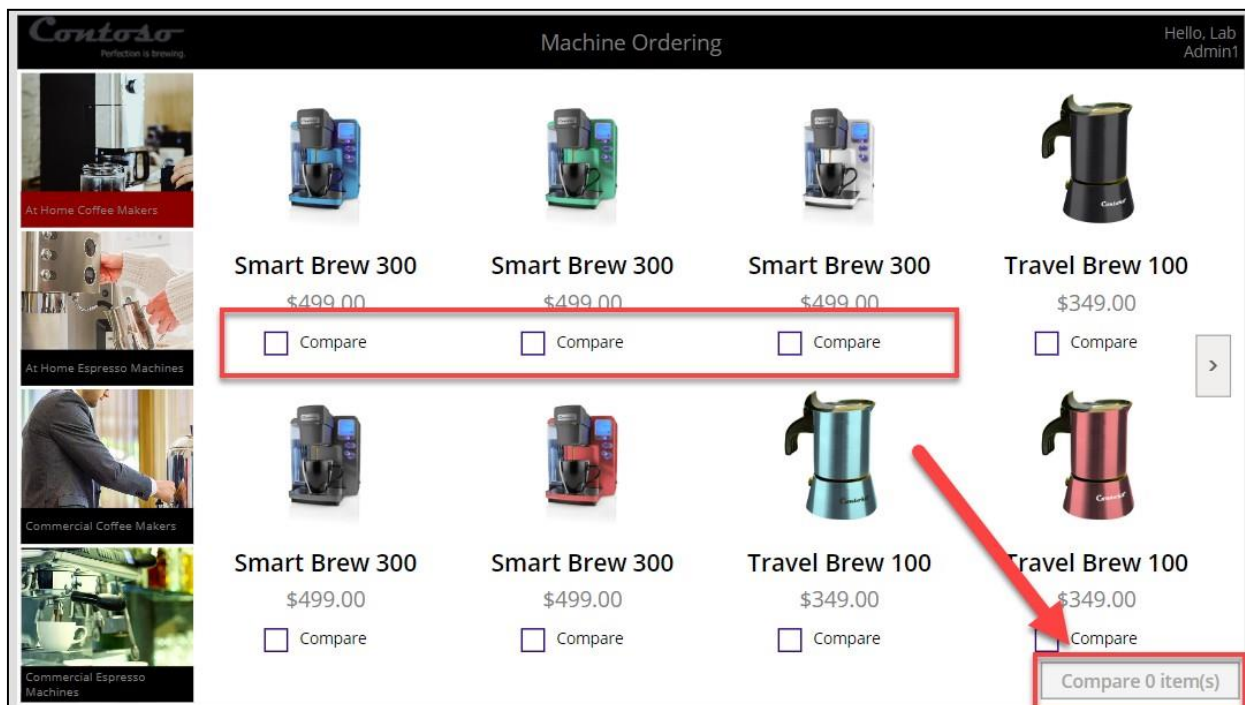 Contoso
Perfection is brewing.
Machine Ordering
Hello, Lab
Admin1
At Home Coffee Makers
At Home Espresso Machines
Commercial Coffee Makers
Commercial Espresso
Machines
Smart Brew 300
Smart Brew 300
Smart Brew 300
Travel Brew 100
$499.00
$499.00
$499.00
$349.00
Compare
Compare
Compare
Compare
>
Contoso
Contoso
Contoso
Smart Brew 300
Smart Brew 300
Travel Brew 100
Travel Brew 100
$499.00
$499.00
$349.00
$349.00
Compare
Compare
Compare
Compare
Compare 0 item(s)